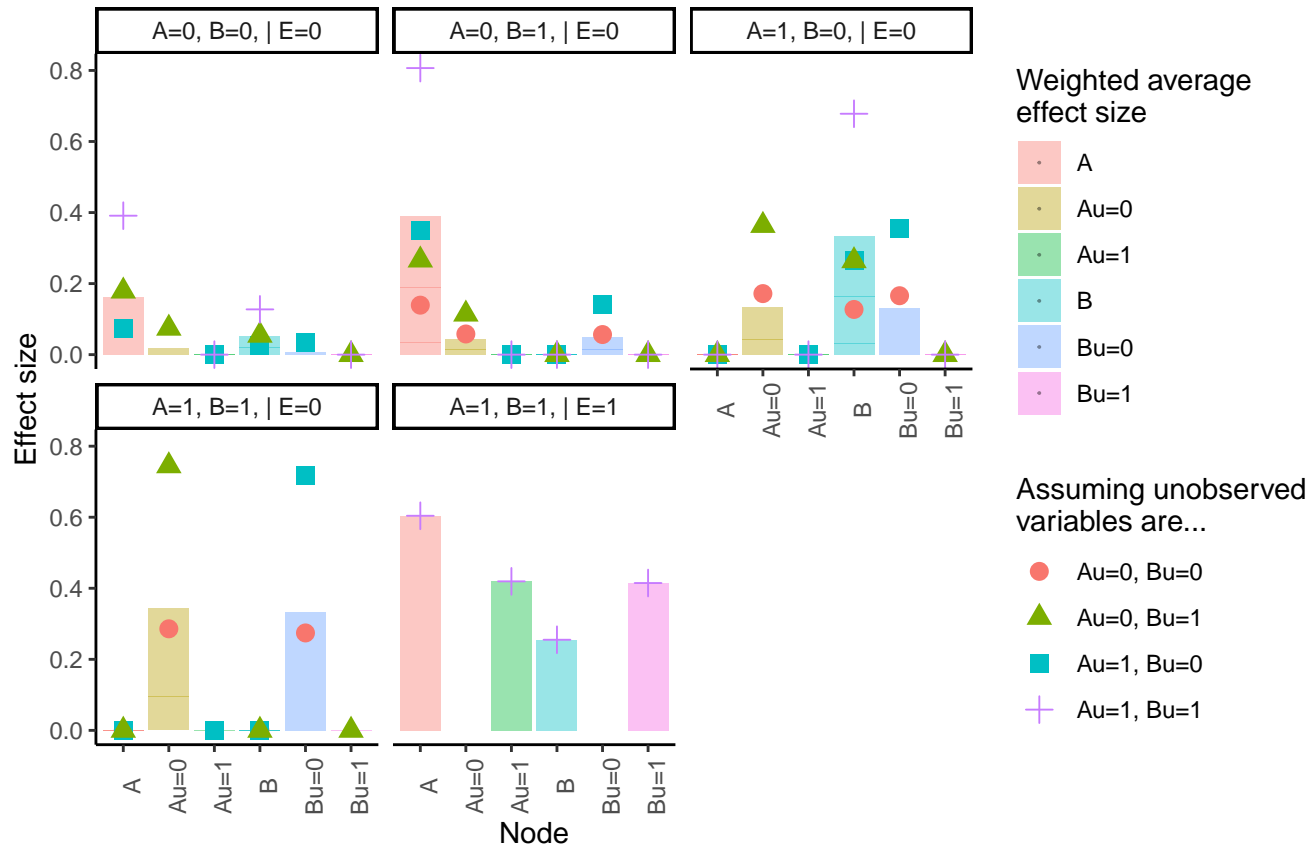 A=0, B=0, | E=0
A=0, B=1, | E=0
A=1, B=0, | E=0
0.8
0.6
0.4
0.2
0.0
A
Au=0
Au=1
B
Bu=0
Bu=1
Effect size
A=1, B=1, | E=0
A=1, B=1, | E=1
0.8
0.6
0.4
0.2
0.0
A
Au=0
Au=1
B
Bu=0
Bu=1
A
Au=0
Au=1
B
Bu=0
Bu=1
Node
Weighted average
effect size
A
Au=0
Au=1
B
Bu=0
Bu=1
Assuming unobserved
variables are...
Au=0, Bu=0
Au=0, Bu=1
Au=1, Bu=0
Au=1, Bu=1